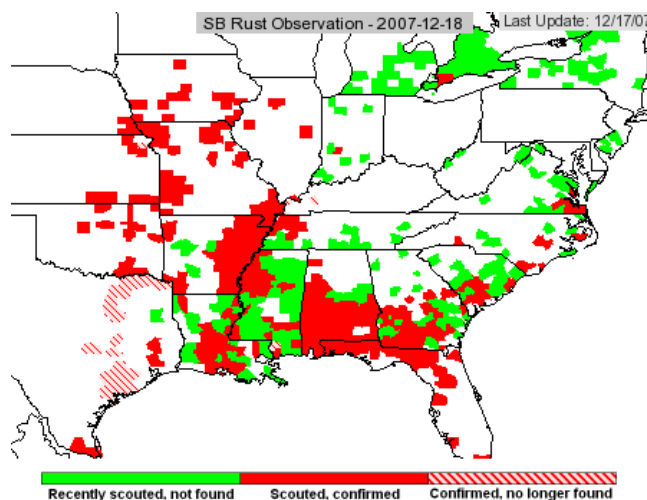 SB Rust Observation - 2007-12-18
Last Update: 12/17/07
Recently scouted, not found
Scouted, confirmed
Confirmed, no longer found